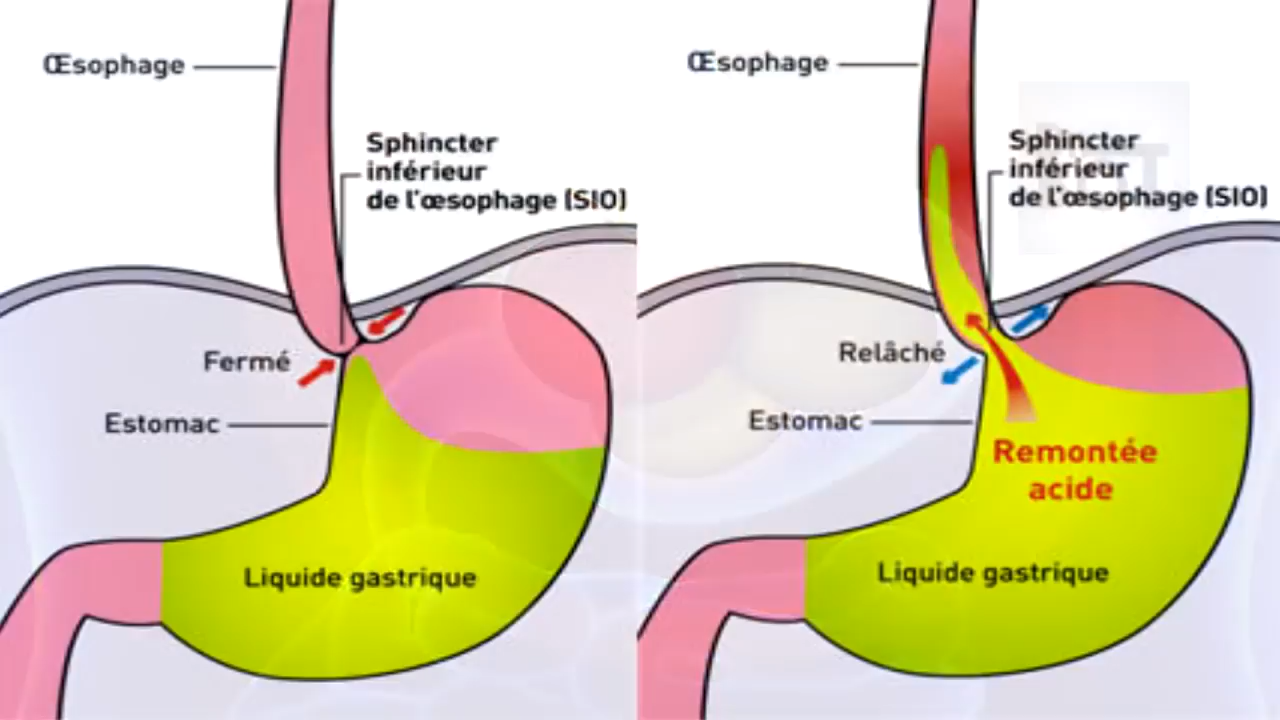 Œsophage
Sphincter
inférieur
de l'œsophage (SIO)
Fermé
Estomac
Liquide gastrique
Œsophage
Sphincter
inférieur
de l'œsophage (SIO)
Relâché
Estomac
Remontée
acide
Liquide gastrique